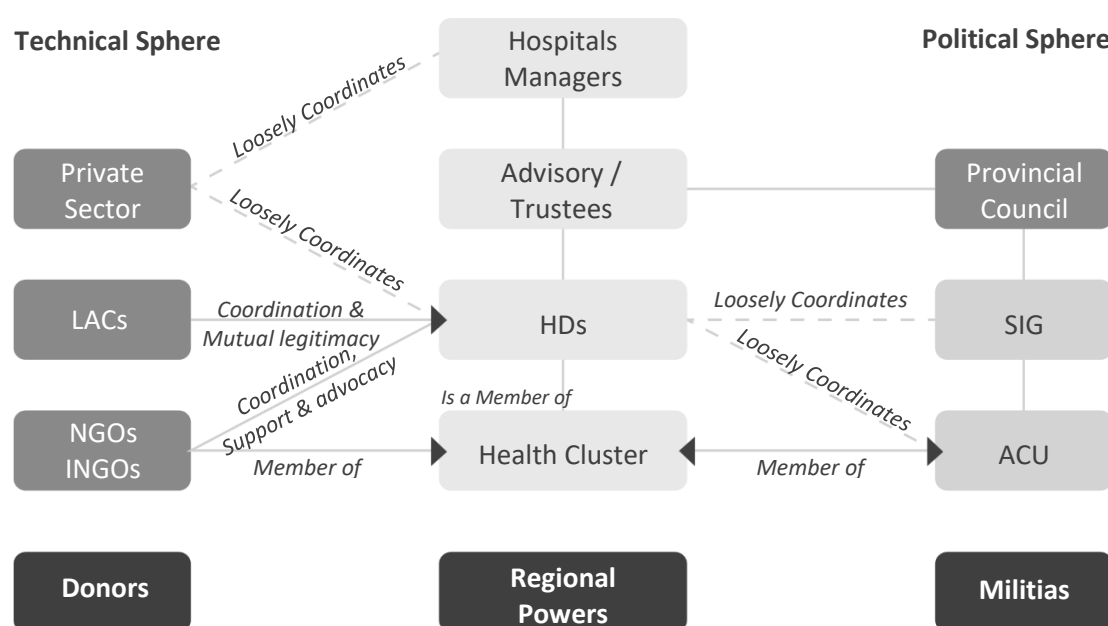 Technical Sphere
Political Sphere
Hospitals
Managers
Loosely Coordinates
Private
Sector
Advisory /
Trustees
Provincial
Council
Loosely Coordinates
LACs
Coordination &
Mutual legitimacy
HDs
Loosely Coordinates
SIG
Loosely Coordinates
Coordination,
Support & advocacy
Is a Member of
NGOs
INGOs
Member of
Health Cluster
Member of
ACU
Donors
Regional
Powers
Militias